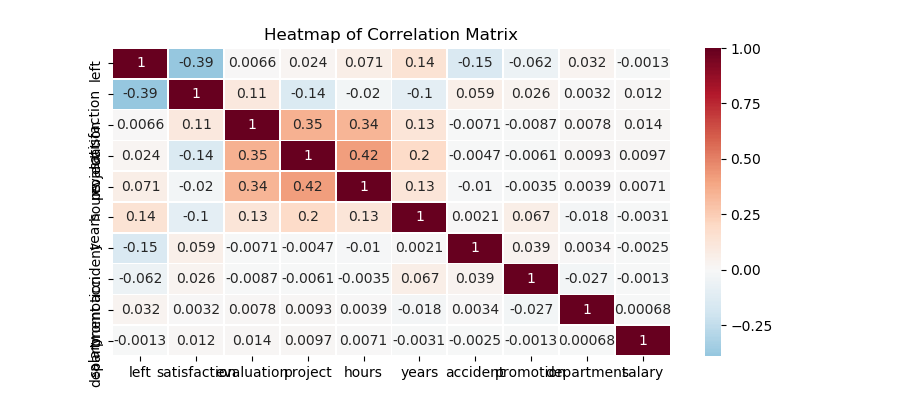 Heatmap of Correlation Matrix
left 1 -0.39 0.0066 0.024 0.071 0.14 -0.15 -0.062 0.032 -0.0013
satisfaction -0.39 1 0.11 -0.14 -0.02 -0.1 0.059 0.026 0.0032 0.012
evaluation 0.0066 0.11 1 0.35 0.34 0.13 -0.0071 -0.0087 0.0078 0.014
project 0.024 -0.14 0.35 1 0.42 0.2 -0.0047 -0.0061 0.0093 0.0097
hours 0.071 -0.02 0.34 0.42 1 0.13 -0.01 -0.0035 0.0039 0.0071
years 0.14 -0.1 0.13 0.2 0.13 1 0.0021 0.067 -0.018 -0.0031
accident -0.15 0.059 -0.0071 -0.0047 -0.01 0.0021 1 0.039 0.0034 -0.0025
promotion -0.062 0.026 -0.0087 -0.0061 -0.0035 0.067 0.039 1 -0.027 -0.0013
department 0.032 0.0032 0.0078 0.0093 0.0039 -0.018 0.0034 -0.027 1 0.00068
salary -0.0013 0.012 0.014 0.0097 0.0071 -0.0031 -0.0025 -0.0013 0.00068 1
left satisfaction evaluation project hours years accident promotion department salary
1.00
0.75
0.50
0.25
0.00
−0.25